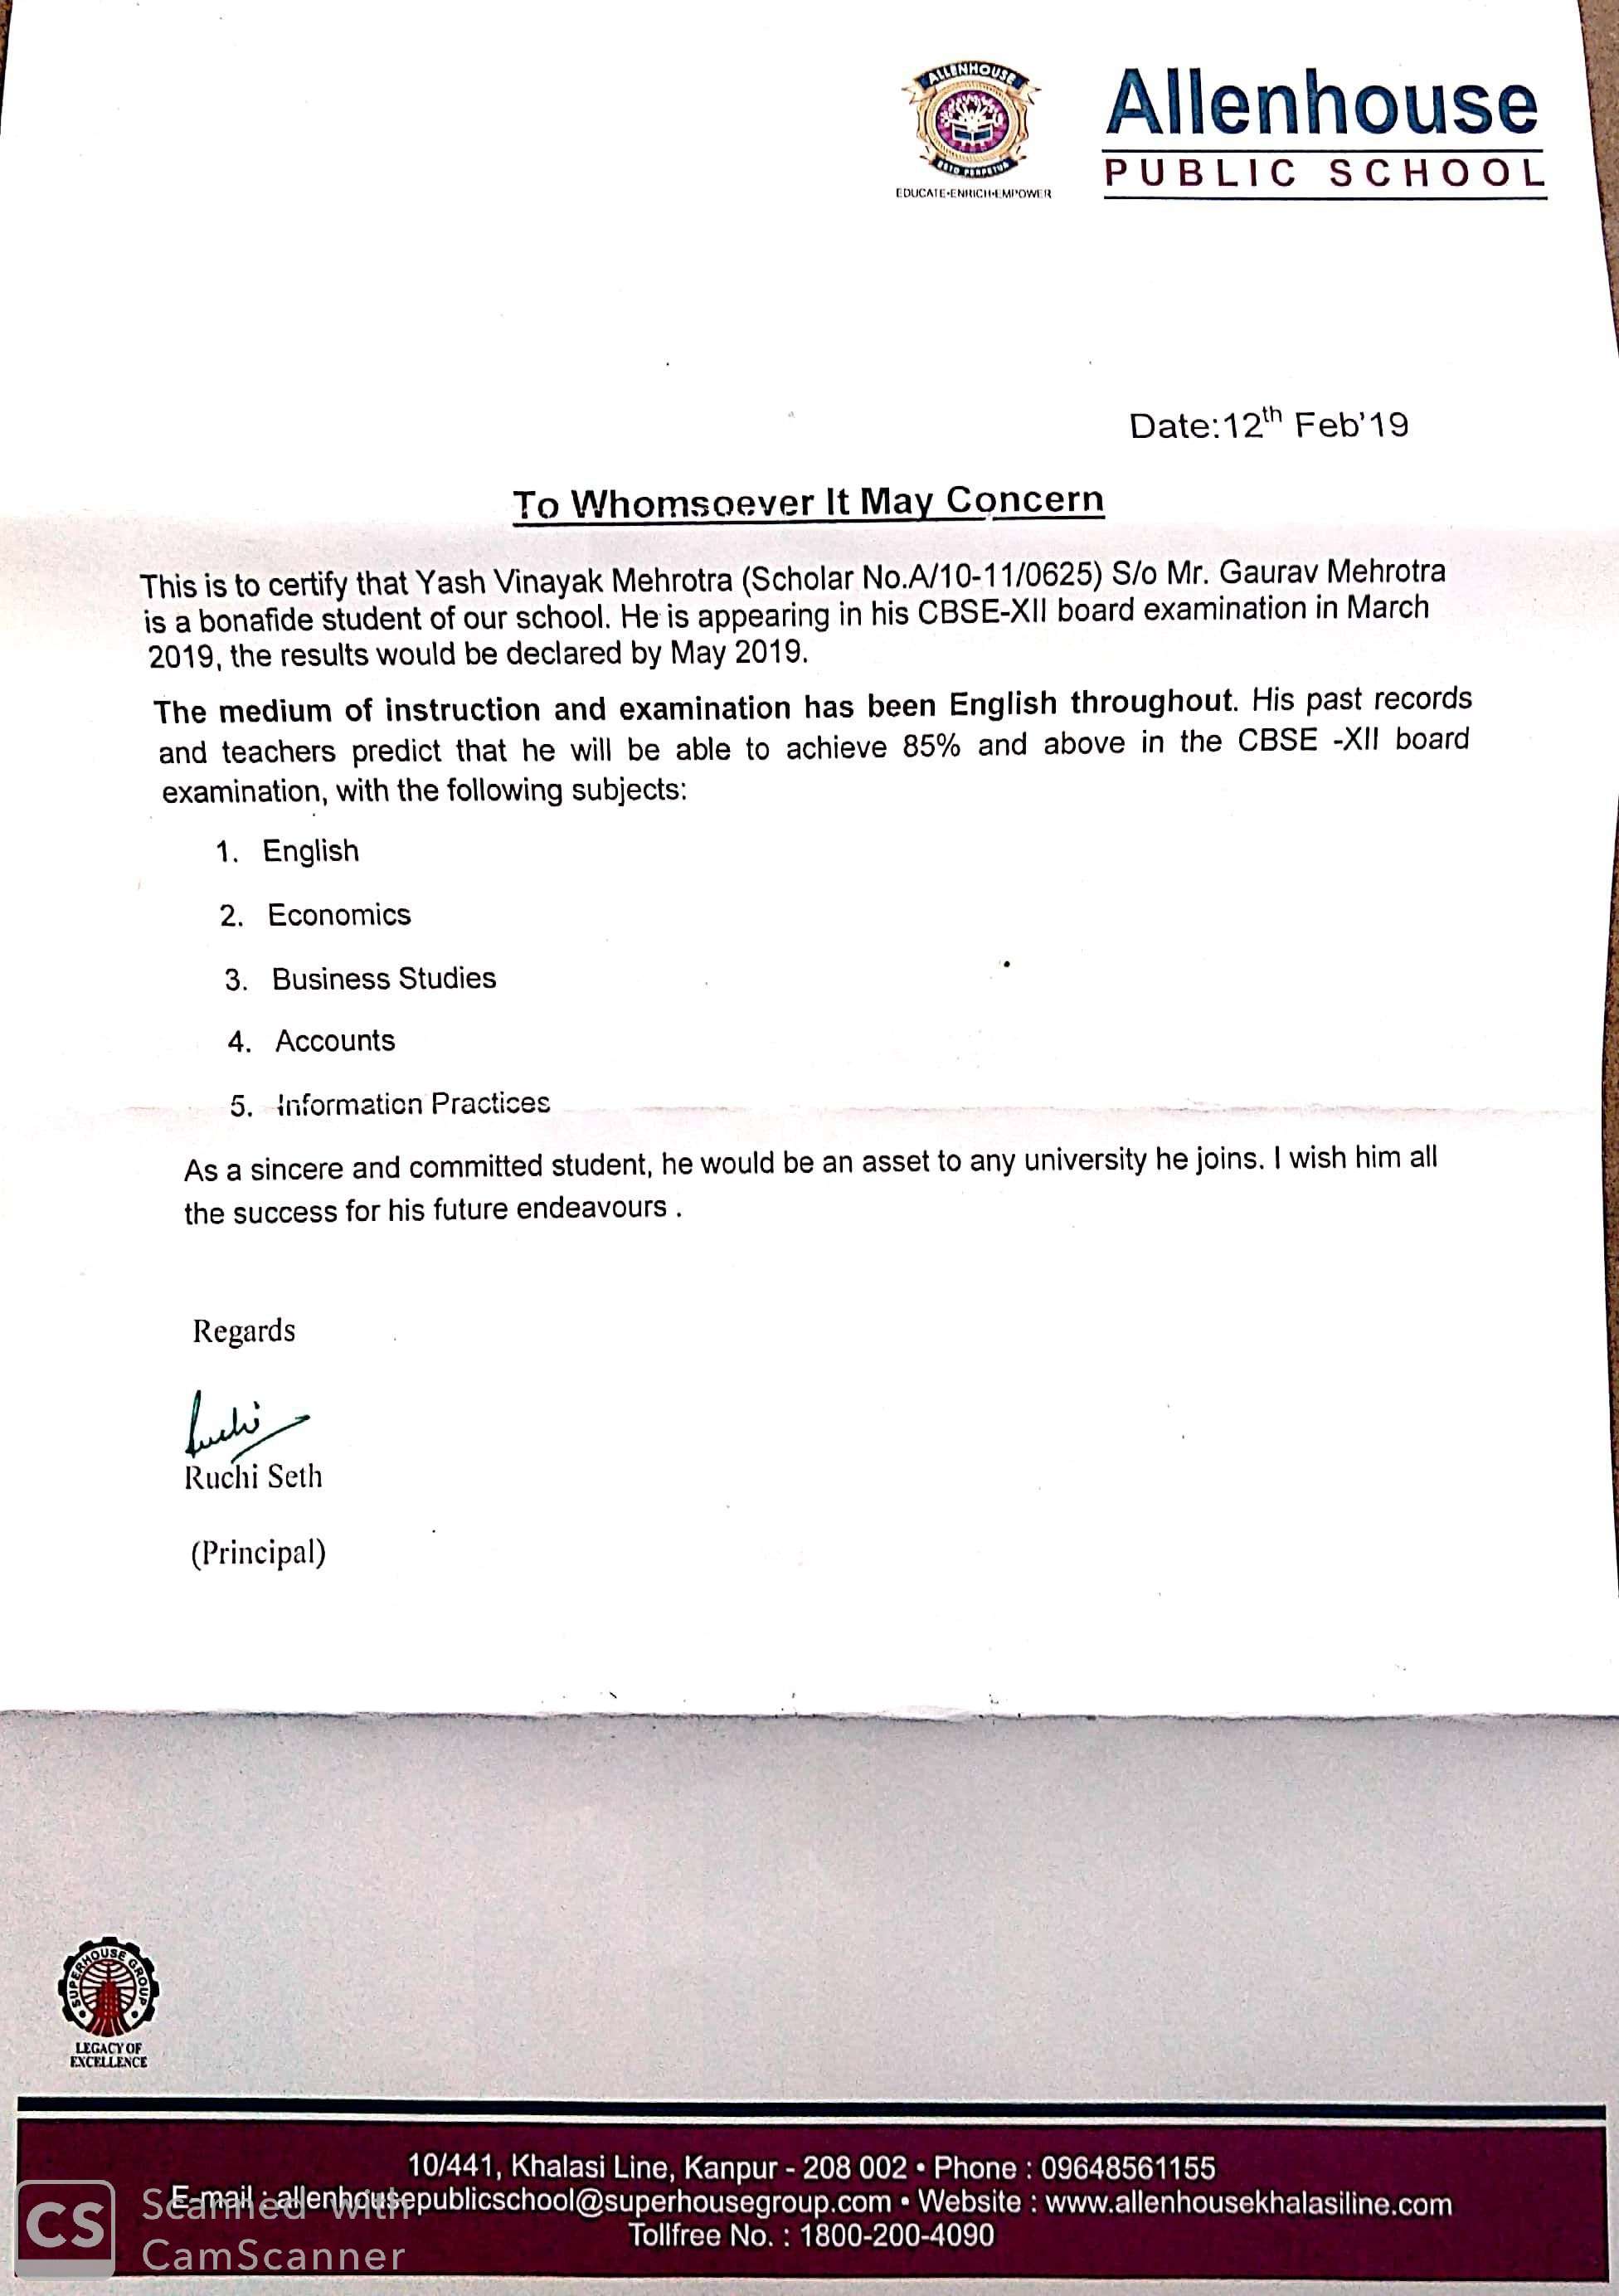 ALLENHOUSE
ESTO PERPETUA
EDUCATE•ENRICH•EMPOWER
Allenhouse
PUBLIC SCHOOL
Date:12th Feb'19
To Whomsoever It May Concern
This is to certify that Yash Vinayak Mehrotra (Scholar No.A/10-11/0625) S/o Mr. Gaurav Mehrotra
is a bonafide student of our school. He is appearing in his CBSE-XII board examination in March
2019, the results would be declared by May 2019.
The medium of instruction and examination has been English throughout. His past records
and teachers predict that he will be able to achieve 85% and above in the CBSE -XII board
examination, with the following subjects:
1. English
2. Economics
3. Business Studies
4. Accounts
5. Information Practices
As a sincere and committed student, he would be an asset to any university he joins. I wish him all
the success for his future endeavours .
Regards
Ruchi
Ruchi Seth
(Principal)
SUPERHOUSE GROUP
LEGACY OF
EXCELLENCE
10/441, Khalasi Line, Kanpur - 208 002 • Phone : 09648561155
E-mail : allenhousepublicschool@superhousegroup.com • Website : www.allenhousekhalasiline.com
Tollfree No. : 1800-200-4090
CS
Scanned with
CamScanner